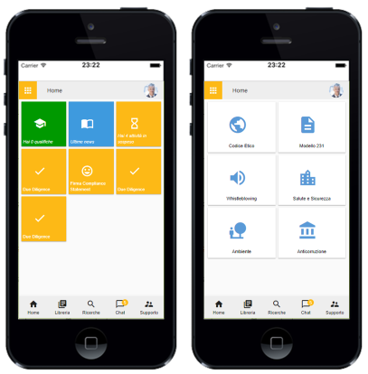 Carrier 23:22
Home
Hai 6 qualifiche
Ultime news
Hai 4 attività in
scadenza
Due Diligence
Firma Compliance
Statement
Due Diligence
Due Diligence
Home Libreria Ricerche Chat Supporto
Carrier 23:22
Home
Codice Etico
Modello 231
Whistleblowing
Salute e Sicurezza
Ambiente
Anticorruzione
Home Libreria Ricerche Chat Supporto